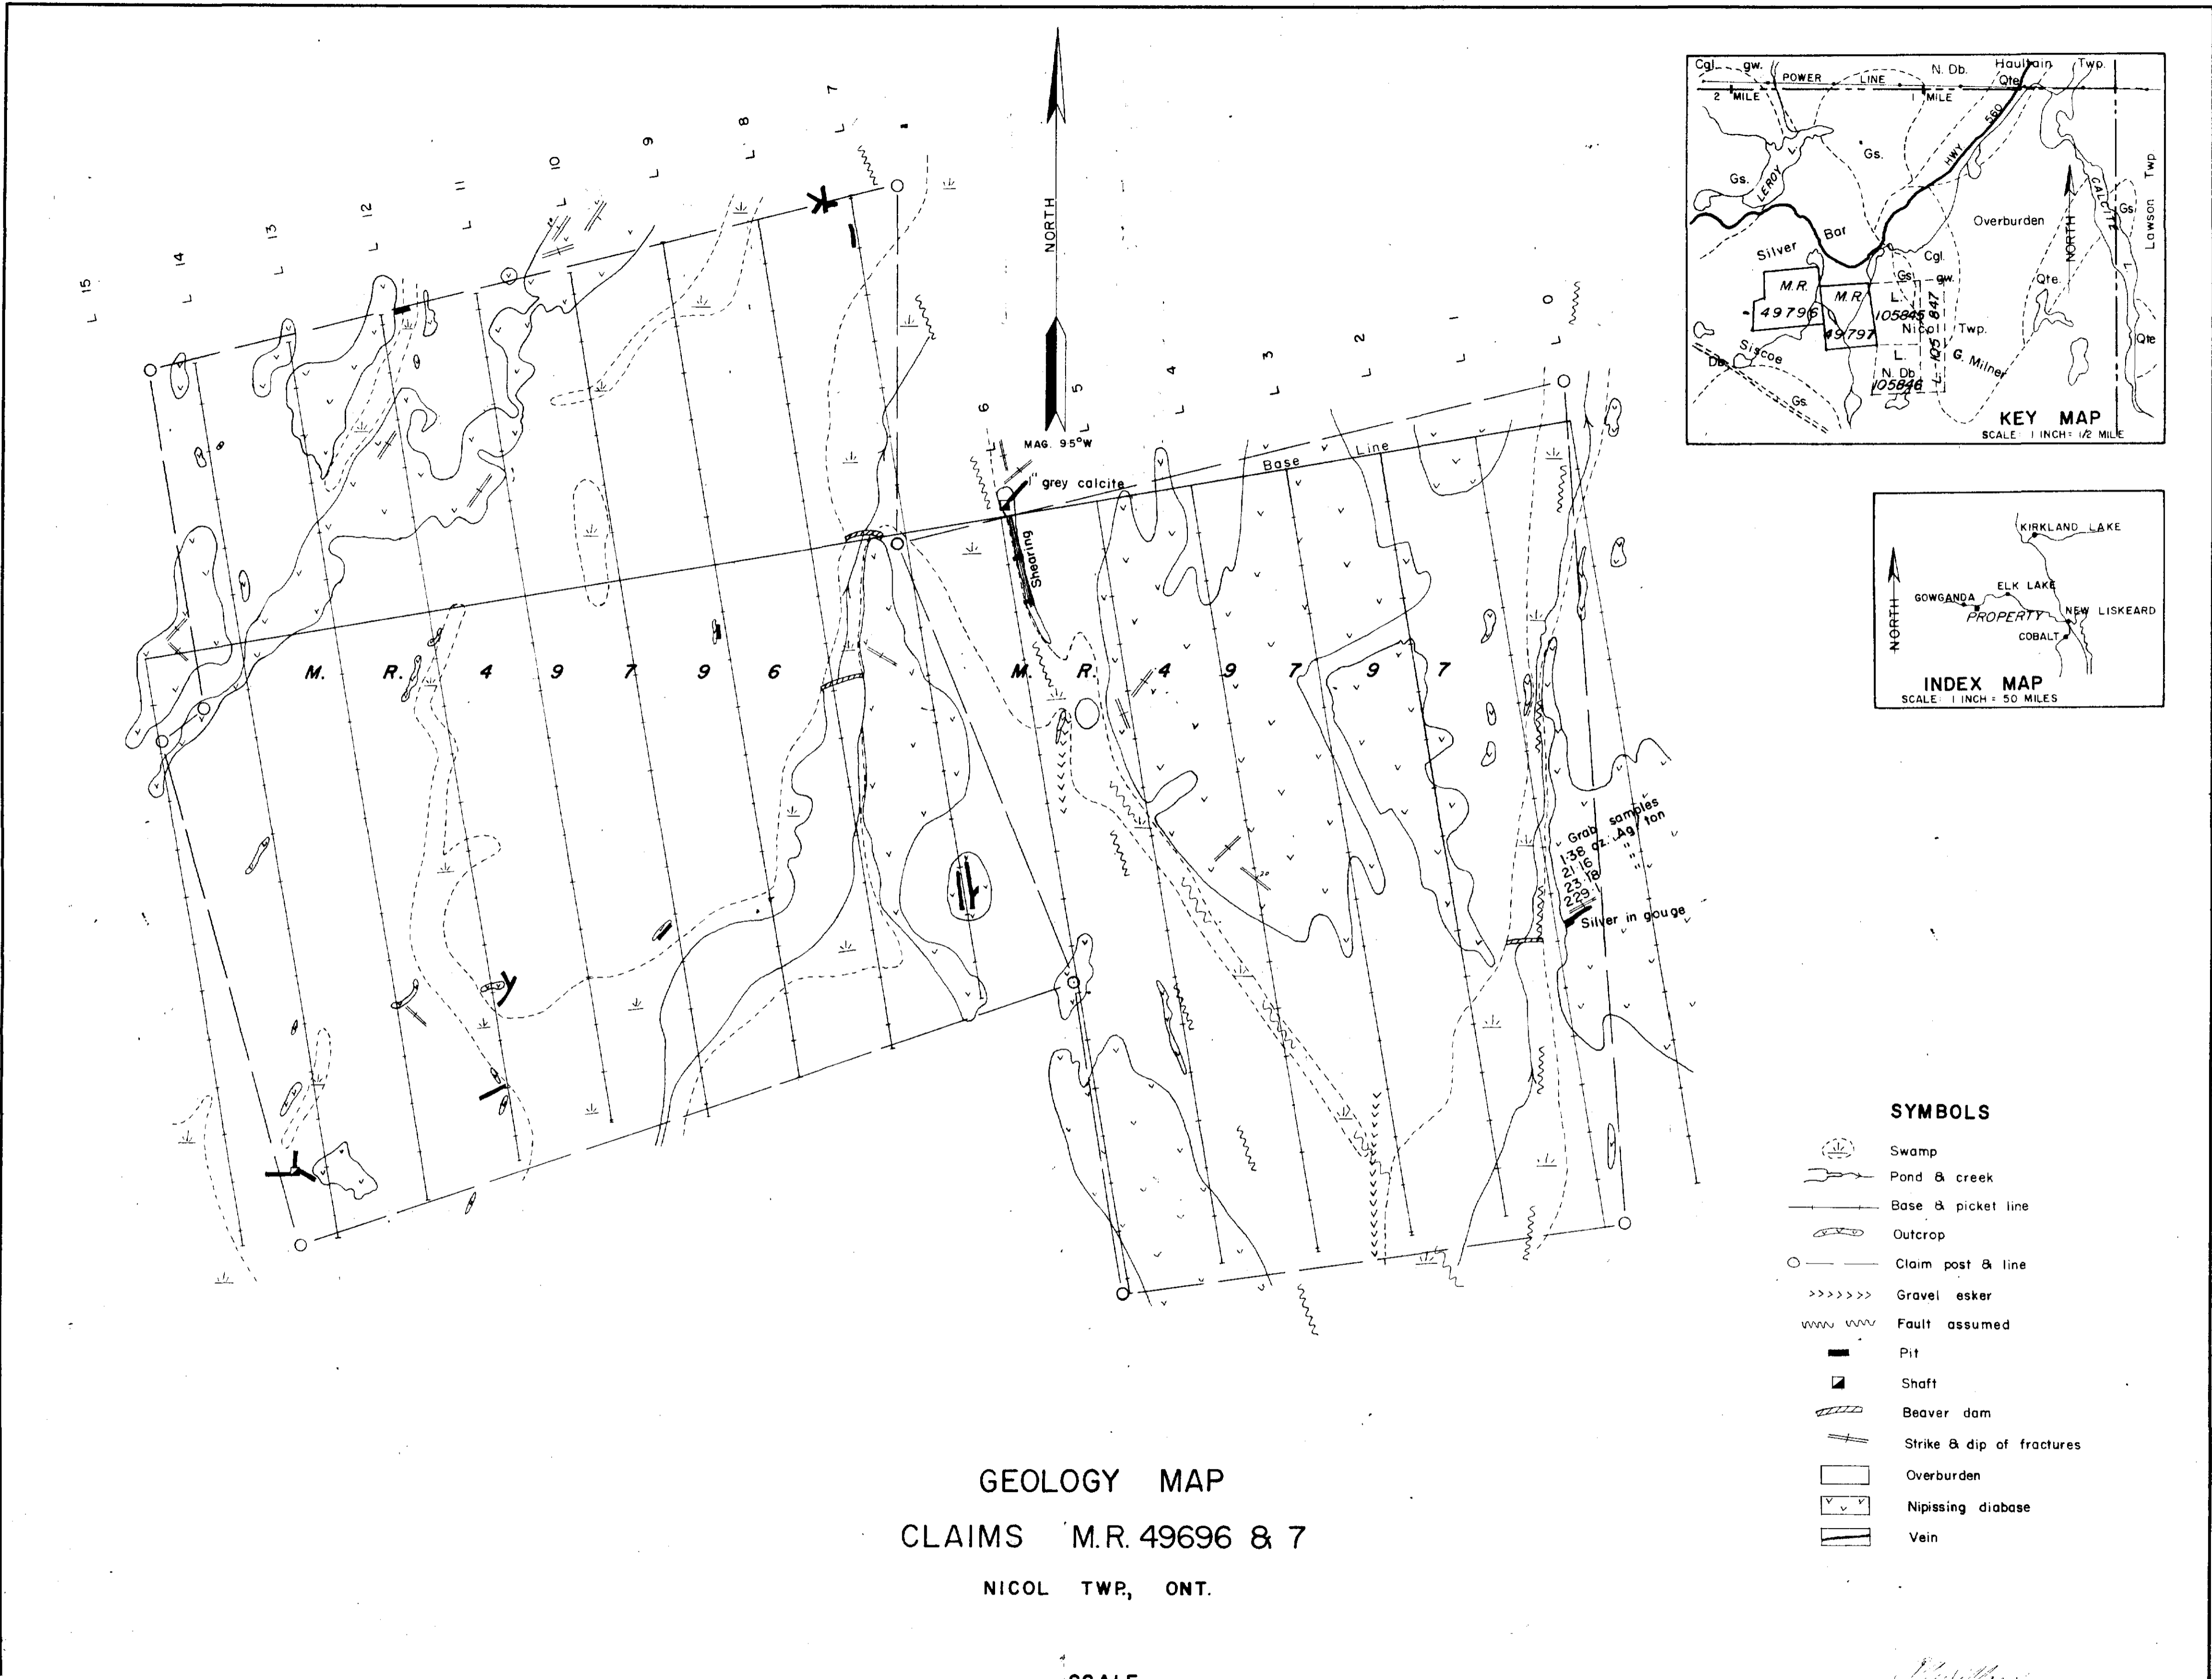 L 15
L 14
L 13
L 12
L 11
L 10
L 9
L 8
L 7
L 6
L 5
L 4
L 3
L 2
L 1
L 0
NORTH
MAG. 9.5°W
1" grey calcite
Shearing
Base Line
M. R. 4 9 7 9 6
M. R. 4 9 7 9 7
20
Grab samples
1.38 oz. Ag / ton
21.16 " "
23.18 " "
229.1
Silver in gouge
Cgl. gw. N. Db. Haultain Twp.
POWER LINE Qte
2 MILE 1 MILE
HWY 560
Gs.
Gs.
LEROY L.
CALCITE
Gs.
Lawson Twp
NORTH
Overburden
Silver Bar
Cgl.
Gs. gw.
Qte.
M.R.
49796
M.R.
49797
L.
105845
L. 105847
Nicol Twp.
Qte
Siscoe
Db.
L.
N. Db
105846
G. Milner
Gs.
KEY MAP
SCALE: 1 INCH = 1/2 MILE
KIRKLAND LAKE
NORTH
ELK LAKE
GOWGANDA
PROPERTY
NEW LISKEARD
COBALT
INDEX MAP
SCALE: 1 INCH = 50 MILES
SYMBOLS
Swamp
Pond & creek
Base & picket line
Outcrop
Claim post & line
Gravel esker
Fault assumed
Pit
Shaft
Beaver dam
Strike & dip of fractures
Overburden
Nipissing diabase
Vein
GEOLOGY MAP
CLAIMS M.R. 49696 & 7
NICOL TWP., ONT.
SCALE